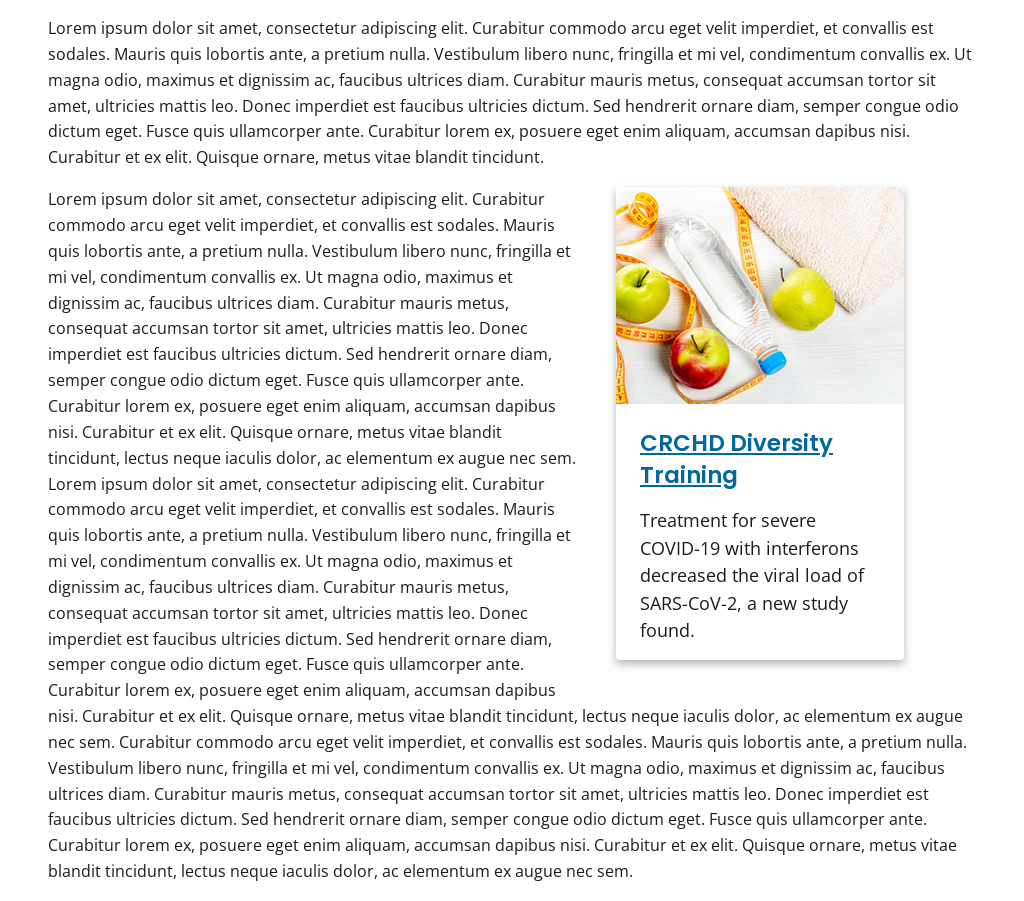 Lorem ipsum dolor sit amet, consectetur adipiscing elit. Curabitur commodo arcu eget velit imperdiet, et convallis est
sodales. Mauris quis lobortis ante, a pretium nulla. Vestibulum libero nunc, fringilla et mi vel, condimentum convallis ex. Ut
magna odio, maximus et dignissim ac, faucibus ultrices diam. Curabitur mauris metus, consequat accumsan tortor sit
amet, ultricies mattis leo. Donec imperdiet est faucibus ultricies dictum. Sed hendrerit ornare diam, semper congue odio
dictum eget. Fusce quis ullamcorper ante. Curabitur lorem ex, posuere eget enim aliquam, accumsan dapibus nisi.
Curabitur et ex elit. Quisque ornare, metus vitae blandit tincidunt.
Lorem ipsum dolor sit amet, consectetur adipiscing elit. Curabitur
commodo arcu eget velit imperdiet, et convallis est sodales. Mauris
quis lobortis ante, a pretium nulla. Vestibulum libero nunc, fringilla et
mi vel, condimentum convallis ex. Ut magna odio, maximus et
dignissim ac, faucibus ultrices diam. Curabitur mauris metus,
consequat accumsan tortor sit amet, ultricies mattis leo. Donec
imperdiet est faucibus ultricies dictum. Sed hendrerit ornare diam,
semper congue odio dictum eget. Fusce quis ullamcorper ante.
Curabitur lorem ex, posuere eget enim aliquam, accumsan dapibus
nisi. Curabitur et ex elit. Quisque ornare, metus vitae blandit
tincidunt, lectus neque iaculis dolor, ac elementum ex augue nec sem.
Lorem ipsum dolor sit amet, consectetur adipiscing elit. Curabitur
commodo arcu eget velit imperdiet, et convallis est sodales. Mauris
quis lobortis ante, a pretium nulla. Vestibulum libero nunc, fringilla et
mi vel, condimentum convallis ex. Ut magna odio, maximus et
dignissim ac, faucibus ultrices diam. Curabitur mauris metus,
consequat accumsan tortor sit amet, ultricies mattis leo. Donec
imperdiet est faucibus ultricies dictum. Sed hendrerit ornare diam,
semper congue odio dictum eget. Fusce quis ullamcorper ante.
Curabitur lorem ex, posuere eget enim aliquam, accumsan dapibus
nisi. Curabitur et ex elit. Quisque ornare, metus vitae blandit tincidunt, lectus neque iaculis dolor, ac elementum ex augue
nec sem. Curabitur commodo arcu eget velit imperdiet, et convallis est sodales. Mauris quis lobortis ante, a pretium nulla.
Vestibulum libero nunc, fringilla et mi vel, condimentum convallis ex. Ut magna odio, maximus et dignissim ac, faucibus
ultrices diam. Curabitur mauris metus, consequat accumsan tortor sit amet, ultricies mattis leo. Donec imperdiet est
faucibus ultricies dictum. Sed hendrerit ornare diam, semper congue odio dictum eget. Fusce quis ullamcorper ante.
Curabitur lorem ex, posuere eget enim aliquam, accumsan dapibus nisi. Curabitur et ex elit. Quisque ornare, metus vitae
blandit tincidunt, lectus neque iaculis dolor, ac elementum ex augue nec sem.
CRCHD Diversity
Training
Treatment for severe
COVID-19 with interferons
decreased the viral load of
SARS-CoV-2, a new study
found.